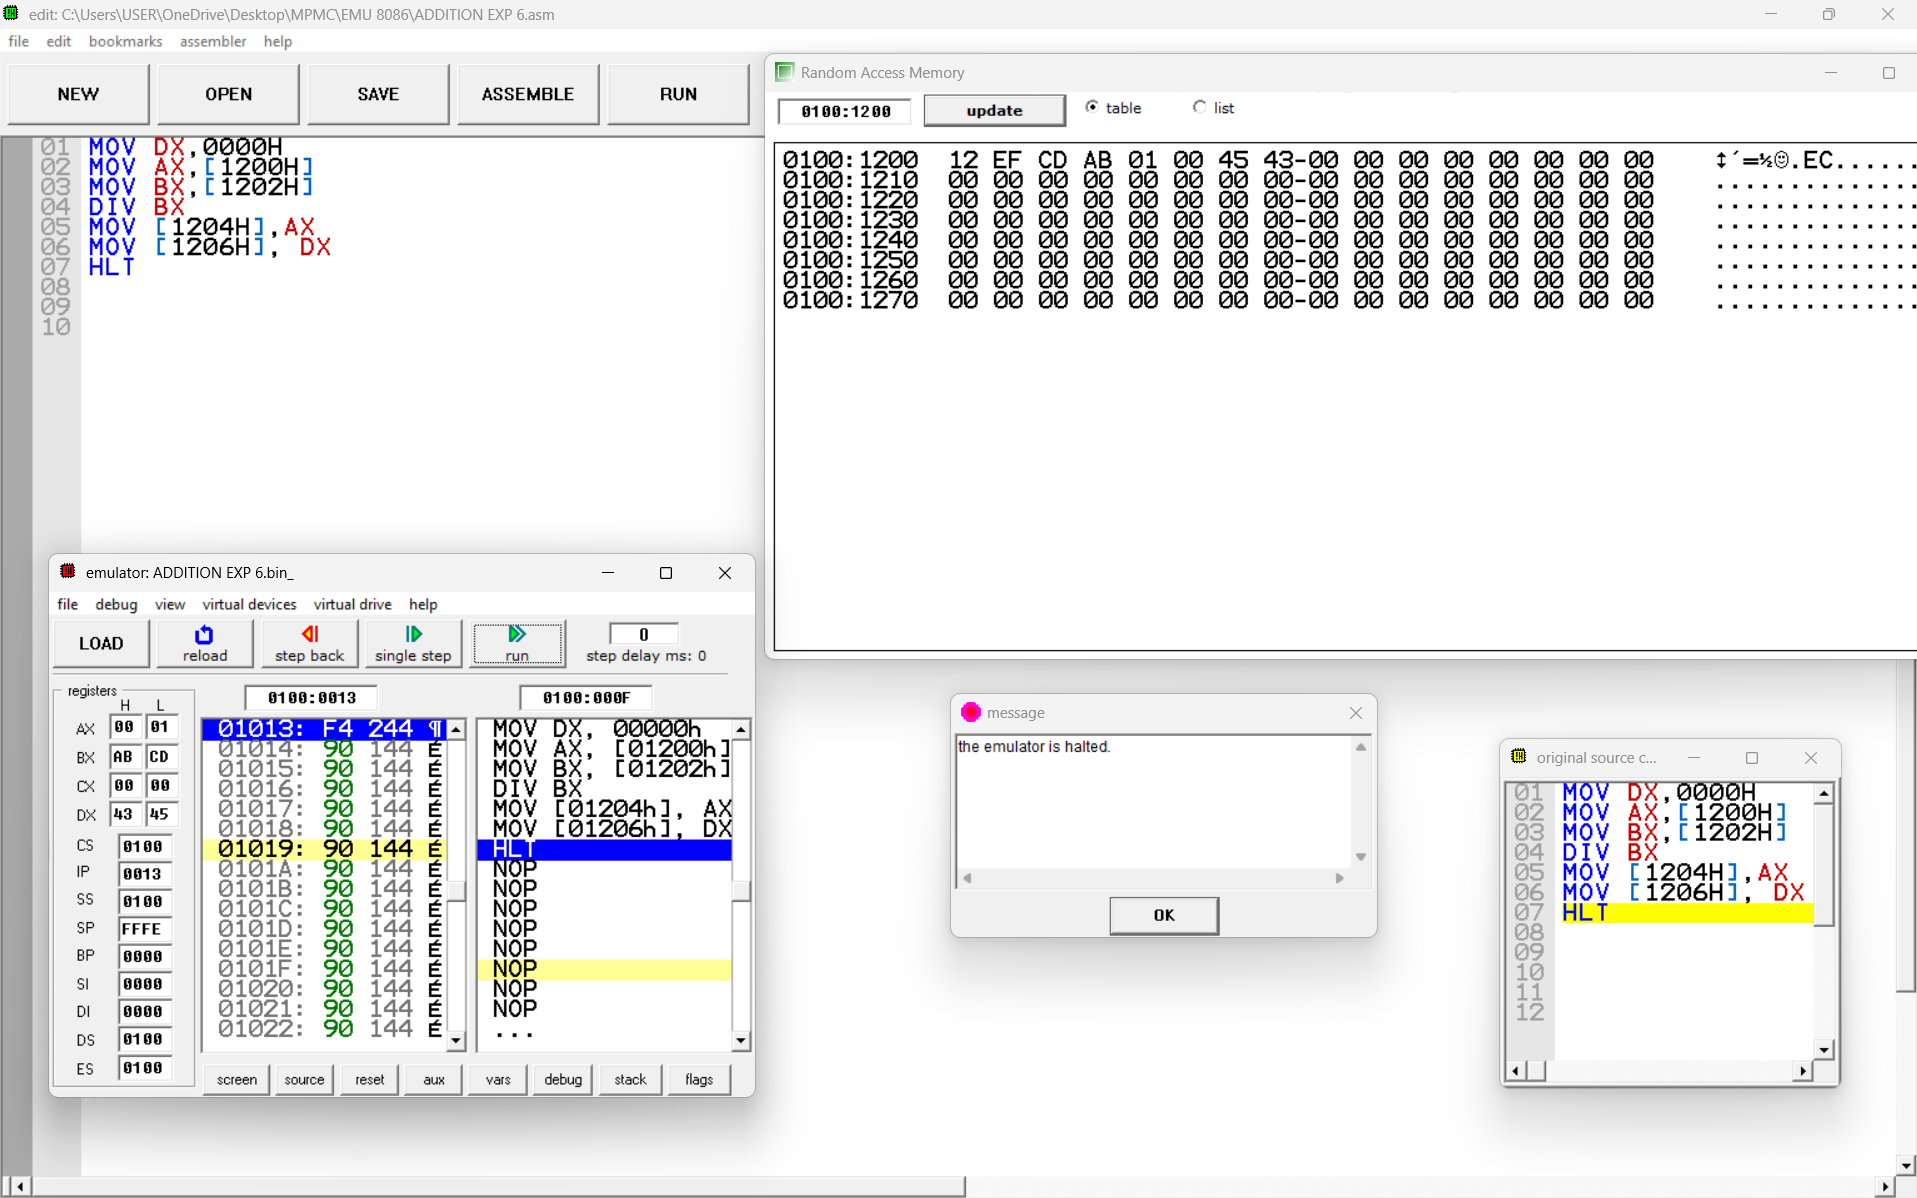 edit: C:\Users\USER\OneDrive\Desktop\MPMC\EMU 8086\ADDITION EXP 6.asm
file edit bookmarks assembler help
NEW OPEN SAVE ASSEMBLE RUN
01 MOV DX,0000H
02 MOV AX,[1200H]
03 MOV BX,[1202H]
04 DIV BX
05 MOV [1204H],AX
06 MOV [1206H], DX
07 HLT
08
09
10
Random Access Memory
0100:1200 update table list
0100:1200 12 EF CD AB 01 00 45 43-00 00 00 00 00 00 00 00 ↕´=½☺.EC......
0100:1210 00 00 00 00 00 00 00 00-00 00 00 00 00 00 00 00 ..............
0100:1220 00 00 00 00 00 00 00 00-00 00 00 00 00 00 00 00 ..............
0100:1230 00 00 00 00 00 00 00 00-00 00 00 00 00 00 00 00 ..............
0100:1240 00 00 00 00 00 00 00 00-00 00 00 00 00 00 00 00 ..............
0100:1250 00 00 00 00 00 00 00 00-00 00 00 00 00 00 00 00 ..............
0100:1260 00 00 00 00 00 00 00 00-00 00 00 00 00 00 00 00 ..............
0100:1270 00 00 00 00 00 00 00 00-00 00 00 00 00 00 00 00 ..............
emulator: ADDITION EXP 6.bin_
file debug view virtual devices virtual drive help
LOAD reload step back single step run 0
step delay ms: 0
registers
H L
AX 00 01
BX AB CD
CX 00 00
DX 43 45
CS 0100
IP 0013
SS 0100
SP FFFE
BP 0000
SI 0000
DI 0000
DS 0100
ES 0100
0100:0013
01013: F4 244 ¶
01014: 90 144 É
01015: 90 144 É
01016: 90 144 É
01017: 90 144 É
01018: 90 144 É
01019: 90 144 É
0101A: 90 144 É
0101B: 90 144 É
0101C: 90 144 É
0101D: 90 144 É
0101E: 90 144 É
0101F: 90 144 É
01020: 90 144 É
01021: 90 144 É
01022: 90 144 É
0100:000F
MOV DX, 00000h
MOV AX, [01200h]
MOV BX, [01202h]
DIV BX
MOV [01204h], AX
MOV [01206h], DX
HLT
NOP
NOP
NOP
NOP
NOP
NOP
NOP
NOP
...
screen source reset aux vars debug stack flags
message
the emulator is halted.
OK
original source c...
01 MOV DX,0000H
02 MOV AX,[1200H]
03 MOV BX,[1202H]
04 DIV BX
05 MOV [1204H],AX
06 MOV [1206H], DX
07 HLT
08
09
10
11
12